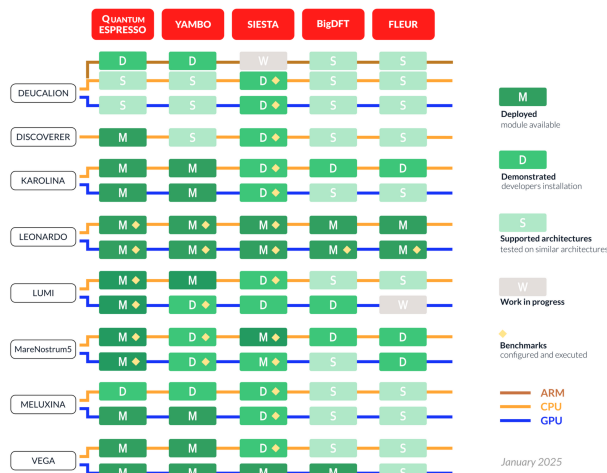 QUANTUM ESPRESSO YAMBO SIESTA BigDFT FLEUR
D D W S S
DEUCALION
S S D S S
S S D S S
DISCOVERER
M S D S S
KAROLINA
M M D D D
M M D S S
LEONARDO
M M M M M
M M M M M
LUMI
M M D S S
M D D D W
MareNostrum5
M D M D D
M D D S D
MELUXINA
D D D S S
M M D S S
VEGA
M M D S S
M M M M S
M
Deployed
module available
D
Demonstrated
developers installation
S
Supported architectures
tested on similar architectures
W
Work in progress
Benchmarks
configured and executed
ARM
CPU
GPU
January 2025